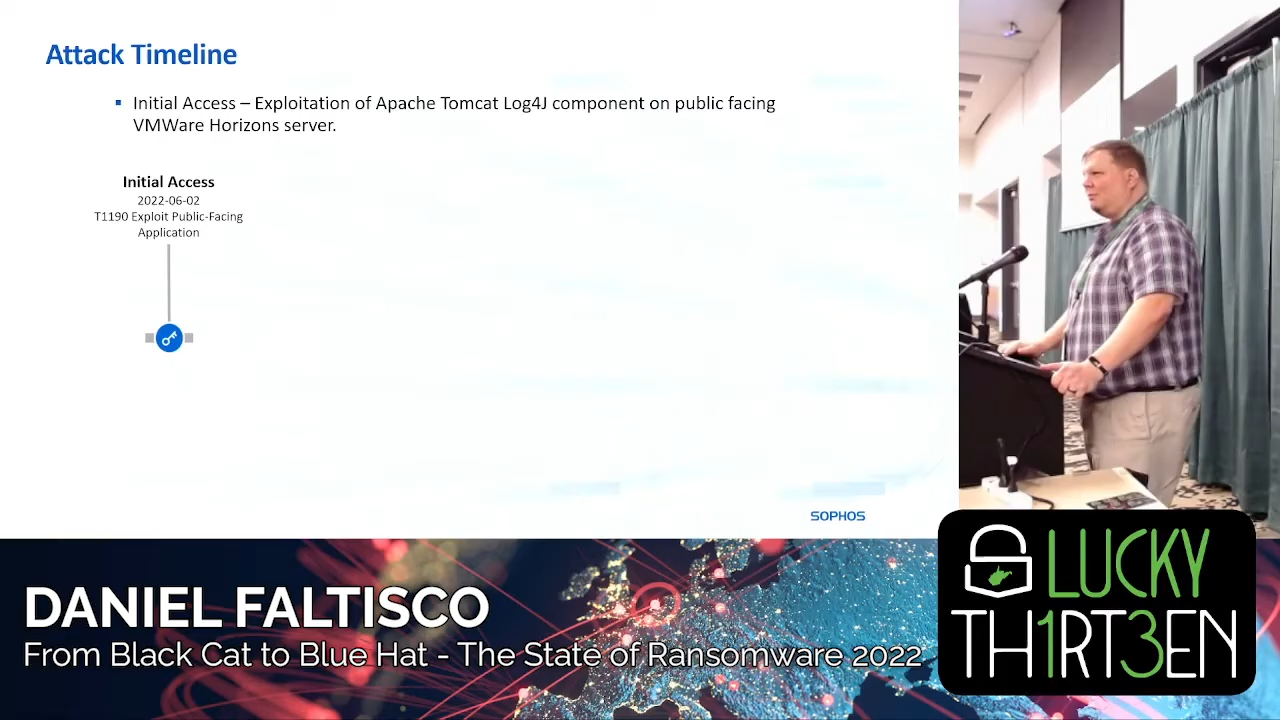 Attack Timeline
▪ Initial Access – Exploitation of Apache Tomcat Log4J component on public facing
VMWare Horizons server.
Initial Access
2022-06-02
T1190 Exploit Public-Facing
Application
SOPHOS
DANIEL FALTISCO
From Black Cat to Blue Hat - The State of Ransomware 2022
LUCKY
TH1RT3EN